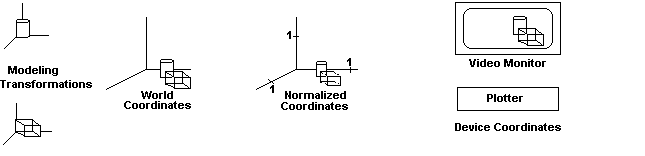 Modeling
Transformations
World
Coordinates
1
1
1
Normalized
Coordinates
Video Monitor
Plotter
Device Coordinates